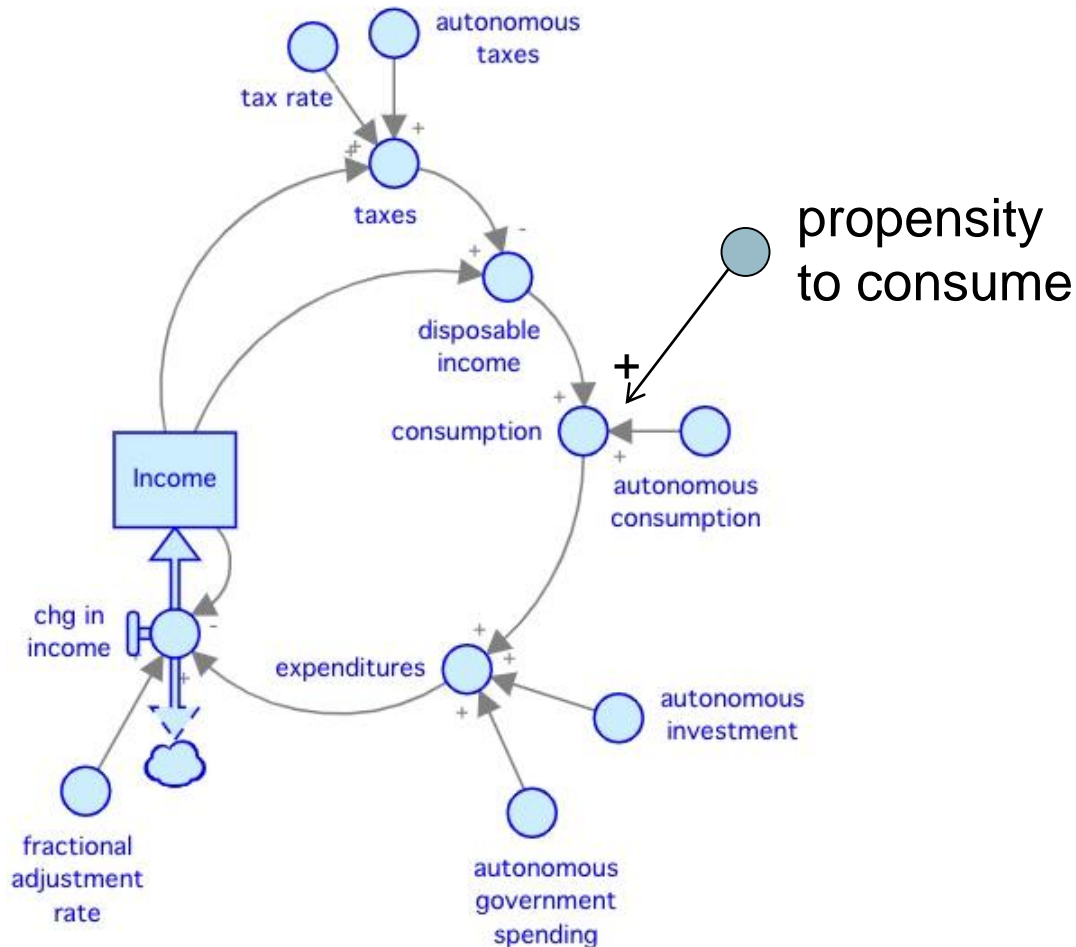 autonomous
taxes
tax rate
+
+
+
taxes
propensity
to consume
-
+
disposable
income
+
+
consumption
+
autonomous
consumption
Income
chg in
income
-
+
+
expenditures
+
+
+
autonomous
investment
fractional
adjustment
rate
autonomous
government
spending